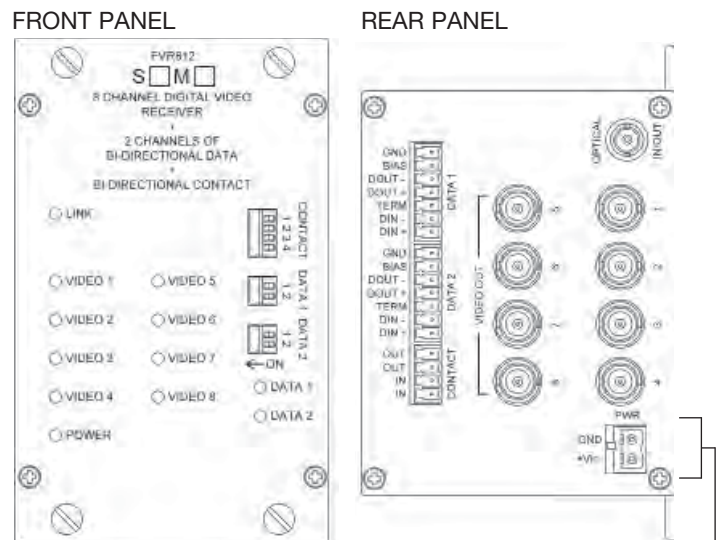 FRONT PANEL
REAR PANEL
FVR812
S M
8 CHANNEL DIGITAL VIDEO
RECEIVER
+
2 CHANNELS OF
BI-DIRECTIONAL DATA
+
BI-DIRECTIONAL CONTACT
LINK
CONTACT
1
2
3
4
VIDEO 1
VIDEO 5
DATA 1
1
2
VIDEO 2
VIDEO 6
DATA 2
1
2
VIDEO 3
VIDEO 7
←ON
VIDEO 4
VIDEO 8
DATA 1
DATA 2
POWER
OPTICAL
IN/OUT
GND
BIAS
DOUT -
DOUT +
TERM
DIN -
DIN +
DATA 1
GND
BIAS
DOUT -
DOUT +
TERM
DIN -
DIN +
DATA 2
OUT
OUT
IN
IN
CONTACT
VIDEO OUT
5
1
6
2
7
3
8
4
PWR
GND
+Vin